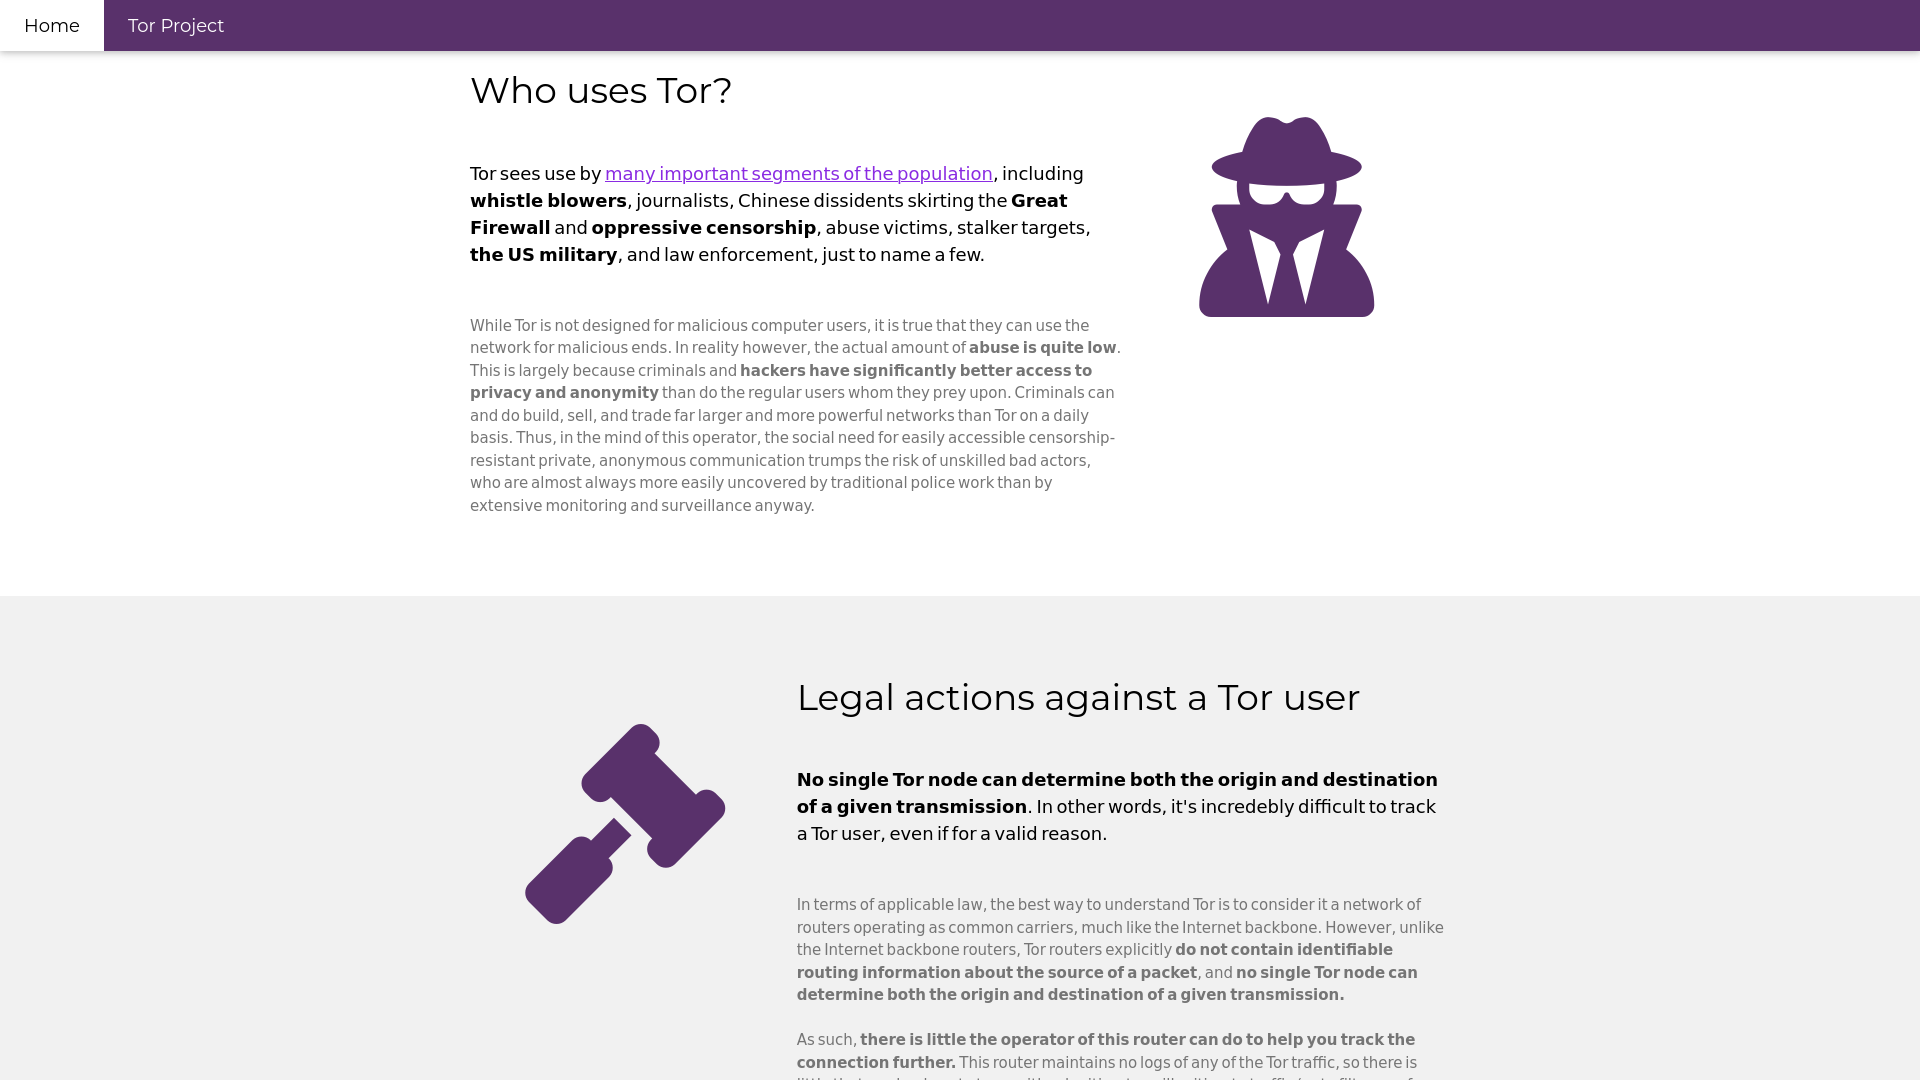 Home
Tor Project
Who uses Tor?
Tor sees use by many important segments of the population, including
whistle blowers, journalists, Chinese dissidents skirting the Great
Firewall and oppressive censorship, abuse victims, stalker targets,
the US military, and law enforcement, just to name a few.
While Tor is not designed for malicious computer users, it is true that they can use the
network for malicious ends. In reality however, the actual amount of abuse is quite low.
This is largely because criminals and hackers have significantly better access to
privacy and anonymity than do the regular users whom they prey upon. Criminals can
and do build, sell, and trade far larger and more powerful networks than Tor on a daily
basis. Thus, in the mind of this operator, the social need for easily accessible censorship-
resistant private, anonymous communication trumps the risk of unskilled bad actors,
who are almost always more easily uncovered by traditional police work than by
extensive monitoring and surveillance anyway.
Legal actions against a Tor user
No single Tor node can determine both the origin and destination
of a given transmission. In other words, it's incredebly difficult to track
a Tor user, even if for a valid reason.
In terms of applicable law, the best way to understand Tor is to consider it a network of
routers operating as common carriers, much like the Internet backbone. However, unlike
the Internet backbone routers, Tor routers explicitly do not contain identifiable
routing information about the source of a packet, and no single Tor node can
determine both the origin and destination of a given transmission.
As such, there is little the operator of this router can do to help you track the
connection further. This router maintains no logs of any of the Tor traffic, so there is